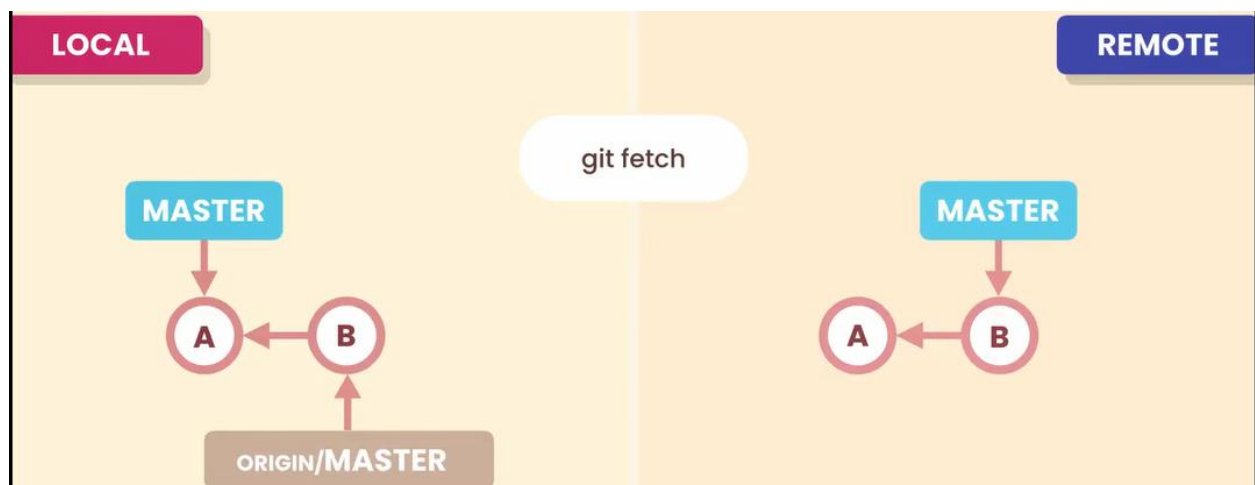 LOCAL
REMOTE
git fetch
MASTER
MASTER
A
B
A
B
ORIGIN/MASTER